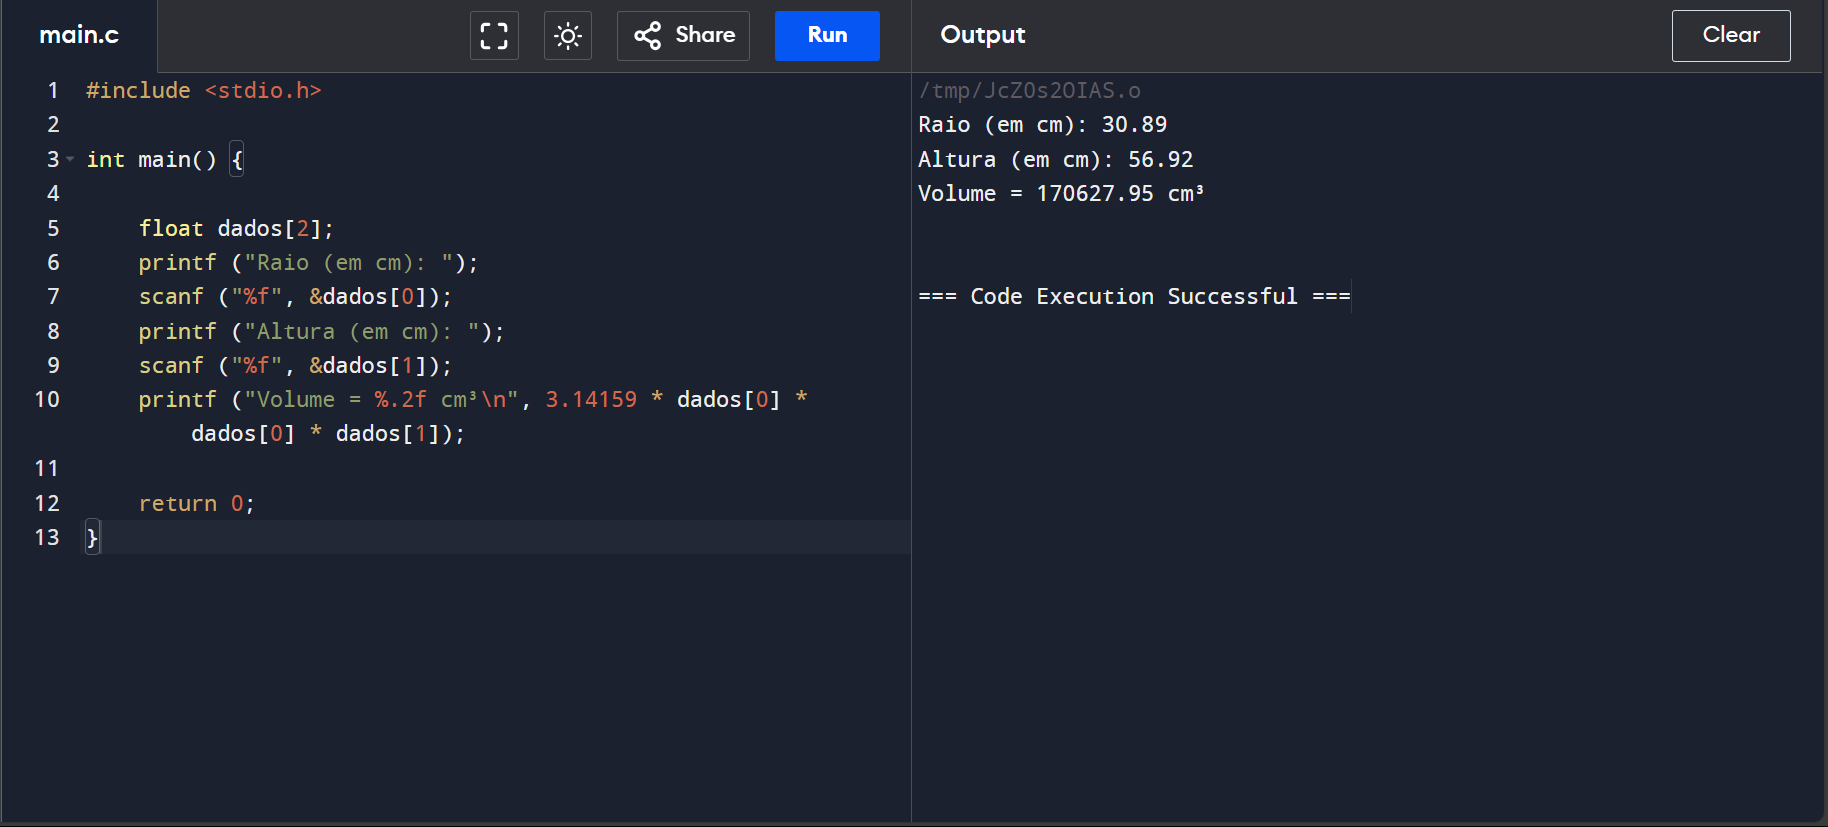 main.c
Share
Run
Output
Clear
1 #include <stdio.h>
2
3 int main() {
4
5     float dados[2];
6     printf ("Raio (em cm): ");
7     scanf ("%f", &dados[0]);
8     printf ("Altura (em cm): ");
9     scanf ("%f", &dados[1]);
10     printf ("Volume = %.2f cm³\n", 3.14159 * dados[0] *
        dados[0] * dados[1]);
11
12     return 0;
13 }
/tmp/JcZ0s2OIAS.o
Raio (em cm): 30.89
Altura (em cm): 56.92
Volume = 170627.95 cm³
=== Code Execution Successful ===